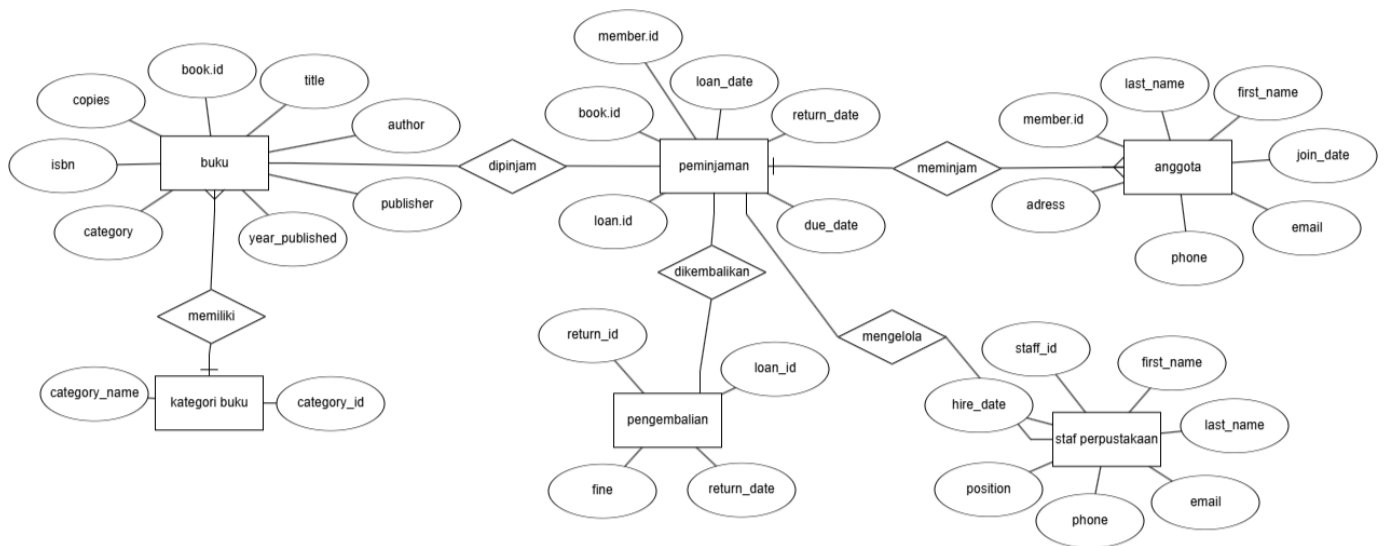 member.id
book.id
loan_date
title
last_name
first_name
copies
book.id
return_date
author
member.id
join_date
buku
dipinjam
peminjaman
meminjam
anggota
isbn
publisher
adress
loan.id
due_date
category
year_published
email
phone
dikembalikan
memiliki
return_id
mengelola
staff_id
first_name
loan_id
category_name
kategori buku
category_id
hire_date
pengembalian
last_name
staf perpustakaan
fine
return_date
position
email
phone